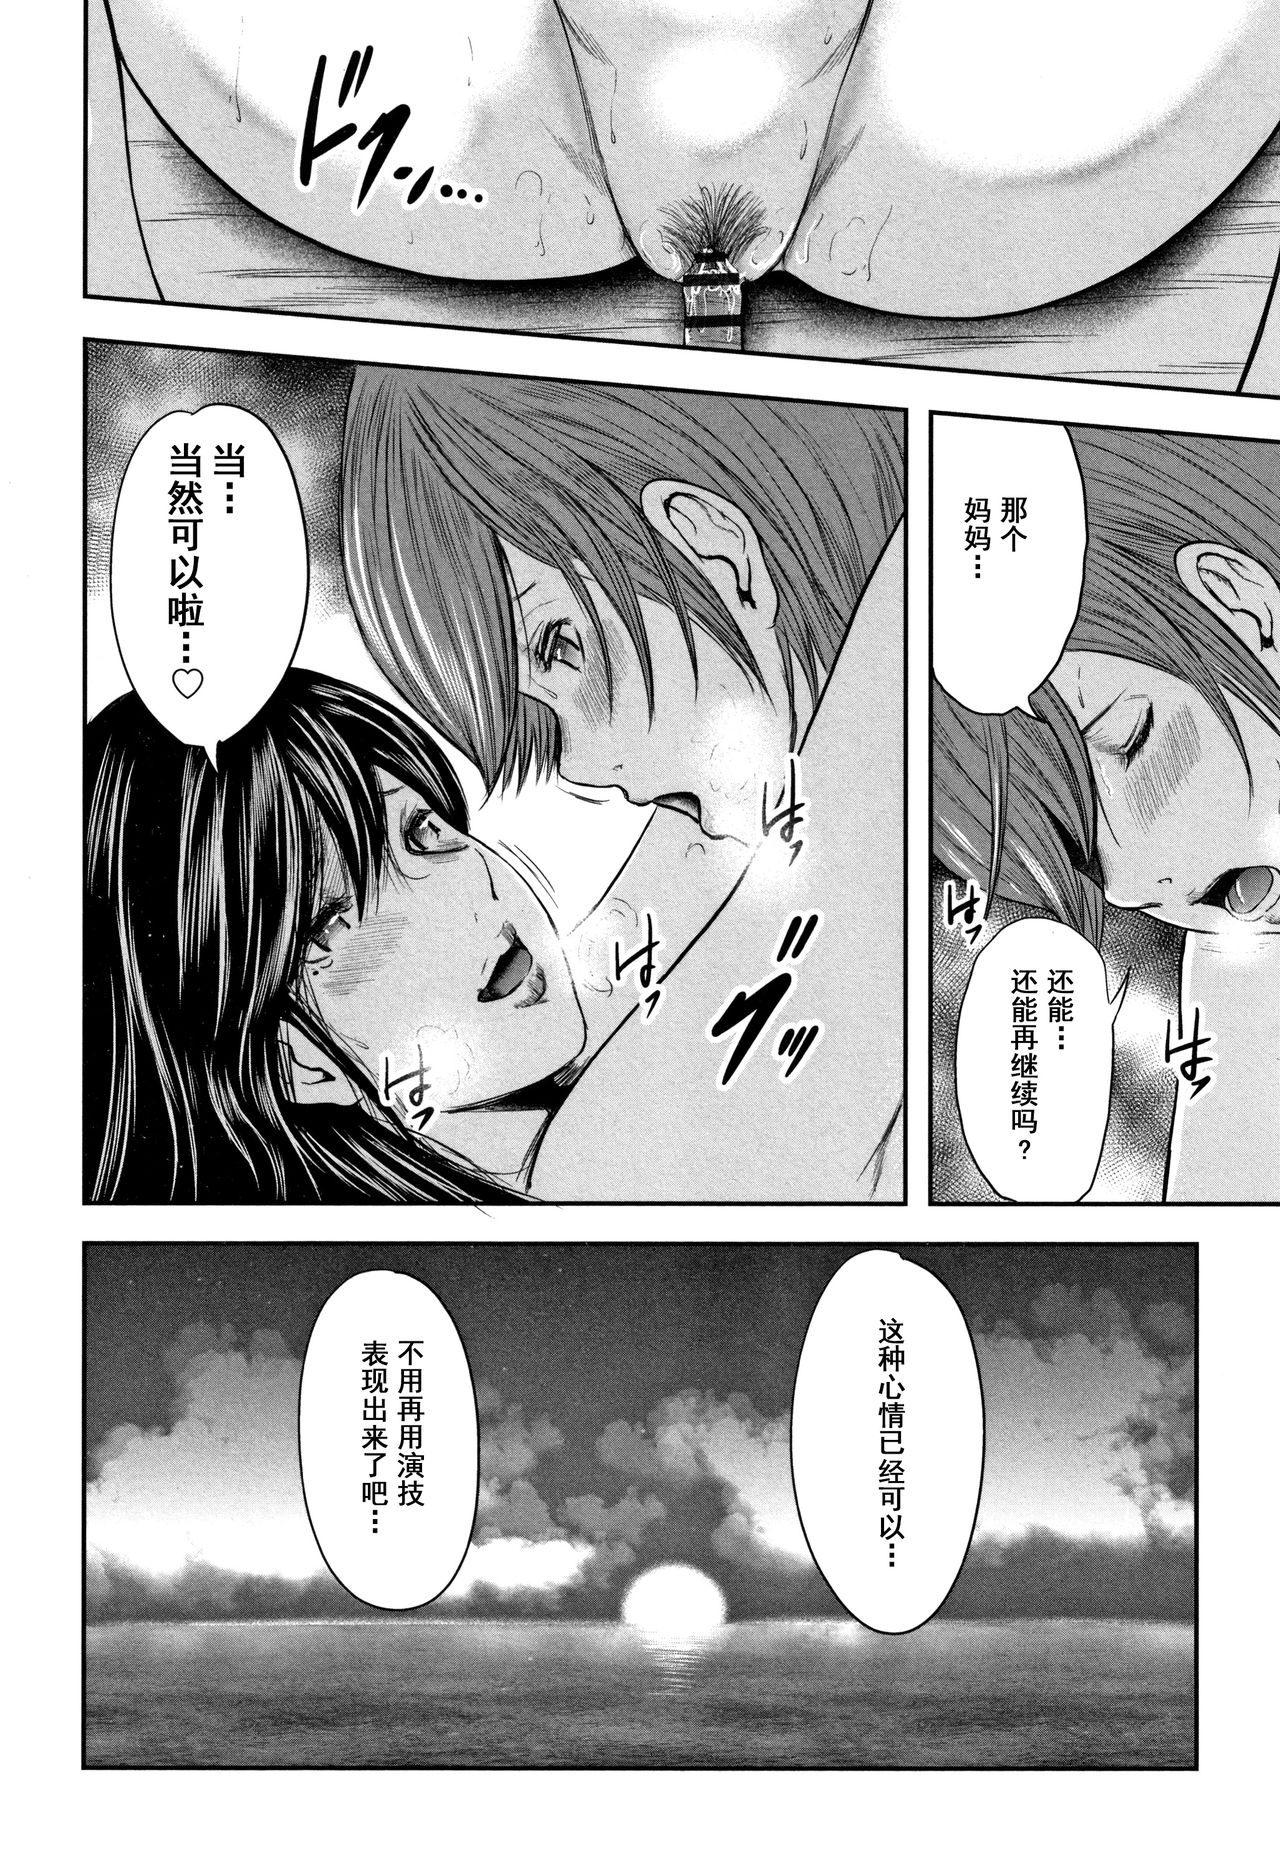 ドクン…
那个
妈妈…
还能…
还能再继续吗?
はっ
はっ
当…
当然可以啦…♡
はっ
はっ
はっ
グッ
这种心情已经可以…
不用再用演技
表现出来了吧…